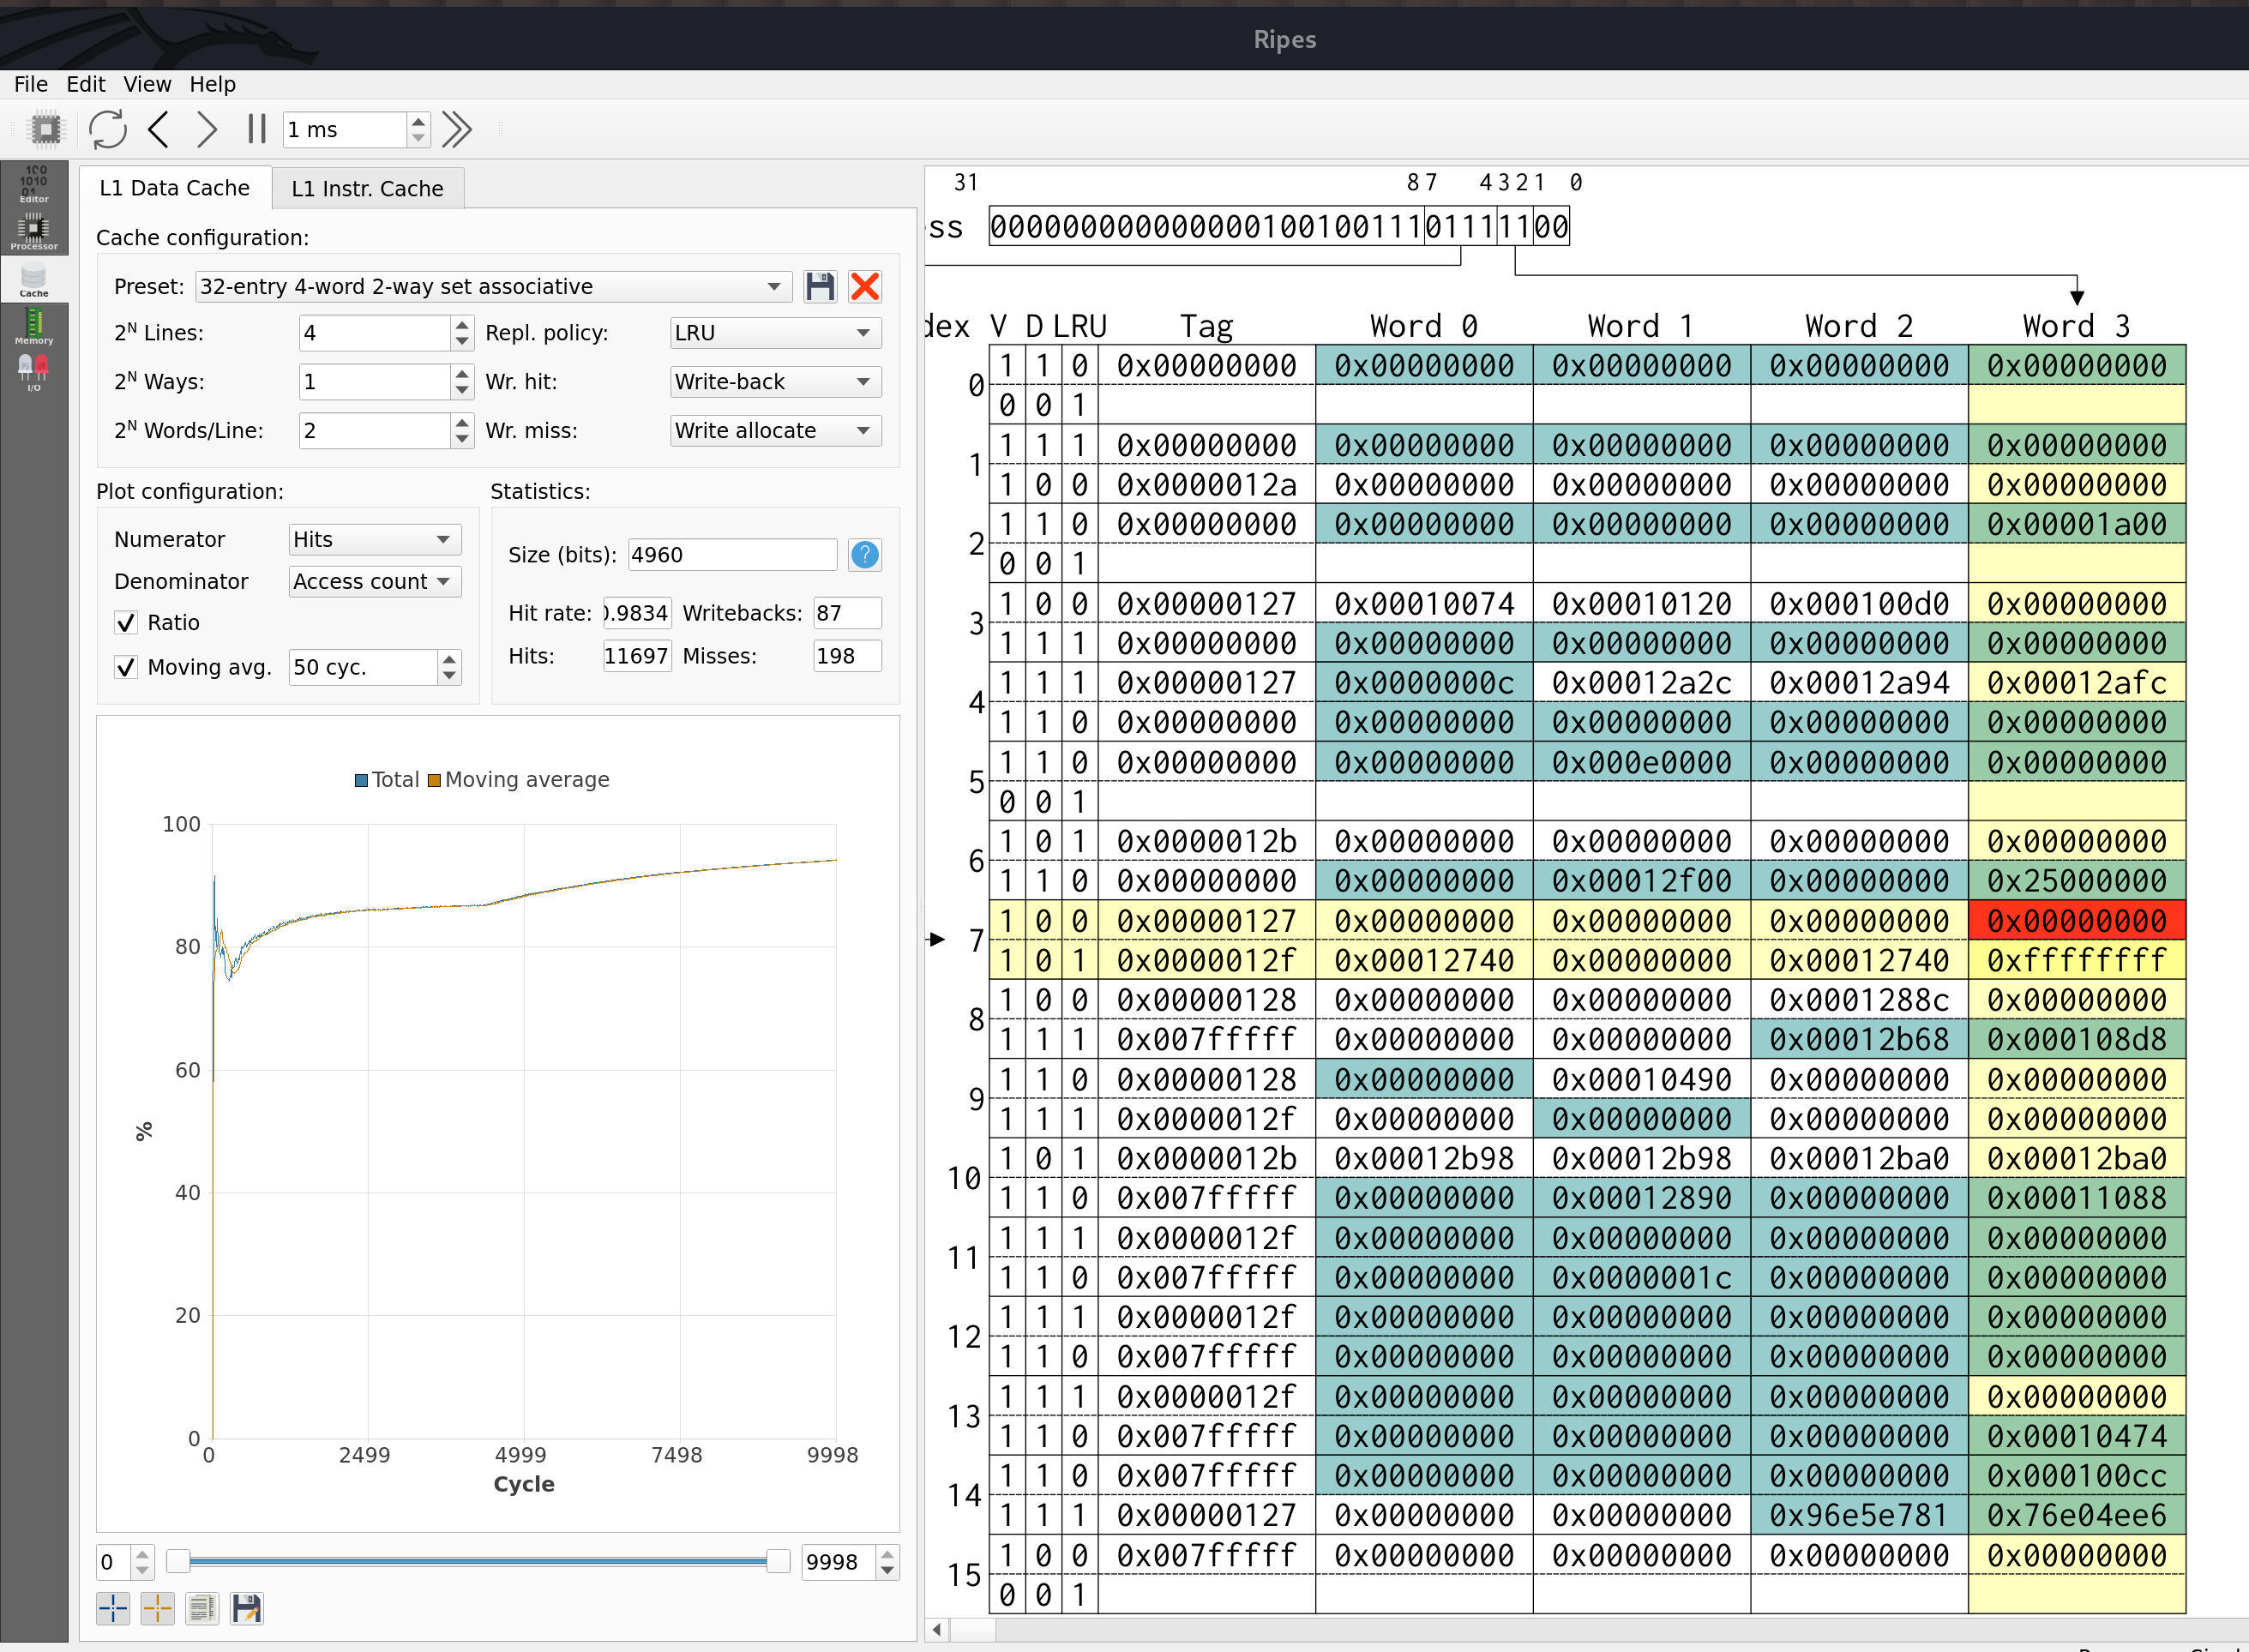 Ripes
File Edit View Help
1 ms
Editor
Processor
Cache
Memory
I/O
L1 Data Cache L1 Instr. Cache
Cache configuration:
Preset: 32-entry 4-word 2-way set associative
2^N Lines: 4 Repl. policy: LRU
2^N Ways: 1 Wr. hit: Write-back
2^N Words/Line: 2 Wr. miss: Write allocate
Plot configuration: Statistics:
Numerator Hits
Denominator Access count
Ratio
Moving avg. 50 cyc.
Size (bits): 4960 ?
Hit rate: 0.9834 Writebacks: 87
Hits: 11697 Misses: 198
Total Moving average
100
80
60
40
20
0
%
0 2499 4999 7498 9998
Cycle
0 9998
31 8 7 4 3 2 1 0
ss 00000000000000010010011101111100
dex V D LRU Tag Word 0 Word 1 Word 2 Word 3
0 1 1 0 0x00000000 0x00000000 0x00000000 0x00000000 0x00000000
0 0 1
1 1 1 1 0x00000000 0x00000000 0x00000000 0x00000000 0x00000000
1 0 0 0x0000012a 0x00000000 0x00000000 0x00000000 0x00000000
2 1 1 0 0x00000000 0x00000000 0x00000000 0x00000000 0x00001a00
0 0 1
3 1 0 0 0x00000127 0x00010074 0x00010120 0x000100d0 0x00000000
1 1 1 0x00000000 0x00000000 0x00000000 0x00000000 0x00000000
4 1 1 1 0x00000127 0x0000000c 0x00012a2c 0x00012a94 0x00012afc
1 1 0 0x00000000 0x00000000 0x00000000 0x00000000 0x00000000
5 1 1 0 0x00000000 0x00000000 0x000e0000 0x00000000 0x00000000
0 0 1
6 1 0 1 0x0000012b 0x00000000 0x00000000 0x00000000 0x00000000
1 1 0 0x00000000 0x00000000 0x00012f00 0x00000000 0x25000000
7 1 0 0 0x00000127 0x00000000 0x00000000 0x00000000 0x00000000
1 0 1 0x0000012f 0x00012740 0x00000000 0x00012740 0xffffffff
8 1 0 0 0x00000128 0x00000000 0x00000000 0x0001288c 0x00000000
1 1 1 0x007fffff 0x00000000 0x00000000 0x00012b68 0x000108d8
9 1 1 0 0x00000128 0x00000000 0x00010490 0x00000000 0x00000000
1 1 1 0x0000012f 0x00000000 0x00000000 0x00000000 0x00000000
10 1 0 1 0x0000012b 0x00012b98 0x00012b98 0x00012ba0 0x00012ba0
1 1 0 0x007fffff 0x00000000 0x00012890 0x00000000 0x00011088
11 1 1 1 0x0000012f 0x00000000 0x00000000 0x00000000 0x00000000
1 1 0 0x007fffff 0x00000000 0x0000001c 0x00000000 0x00000000
12 1 1 1 0x0000012f 0x00000000 0x00000000 0x00000000 0x00000000
1 1 0 0x007fffff 0x00000000 0x00000000 0x00000000 0x00000000
13 1 1 1 0x0000012f 0x00000000 0x00000000 0x00000000 0x00000000
1 1 0 0x007fffff 0x00000000 0x00000000 0x00000000 0x00010474
14 1 1 0 0x007fffff 0x00000000 0x00000000 0x00000000 0x000100cc
1 1 1 0x00000127 0x00000000 0x00000000 0x96e5e781 0x76e04ee6
15 1 0 0 0x007fffff 0x00000000 0x00000000 0x00000000 0x00000000
0 0 1